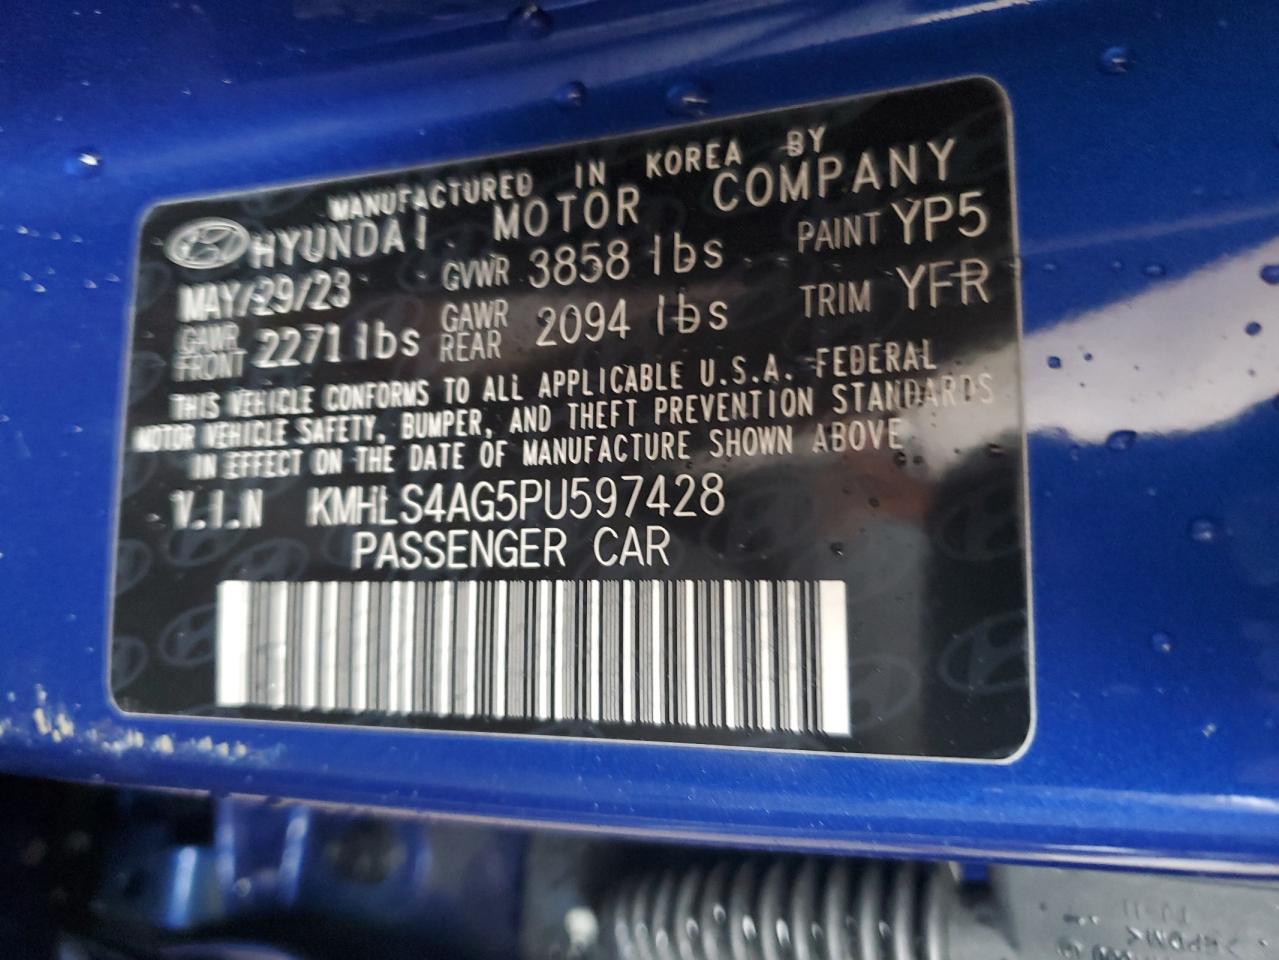 MANUFACTURED IN KOREA BY
HYUNDAI MOTOR COMPANY
MAY/29/23 GVWR 3858 lbs PAINT YP5
GAWR FRONT 2271 lbs GAWR REAR 2094 lbs TRIM YFR
THIS VEHICLE CONFORMS TO ALL APPLICABLE U.S.A. FEDERAL
MOTOR VEHICLE SAFETY, BUMPER, AND THEFT PREVENTION STANDARDS
IN EFFECT ON THE DATE OF MANUFACTURE SHOWN ABOVE
V.I.N KMHLS4AG5PU597428
PASSENGER CAR